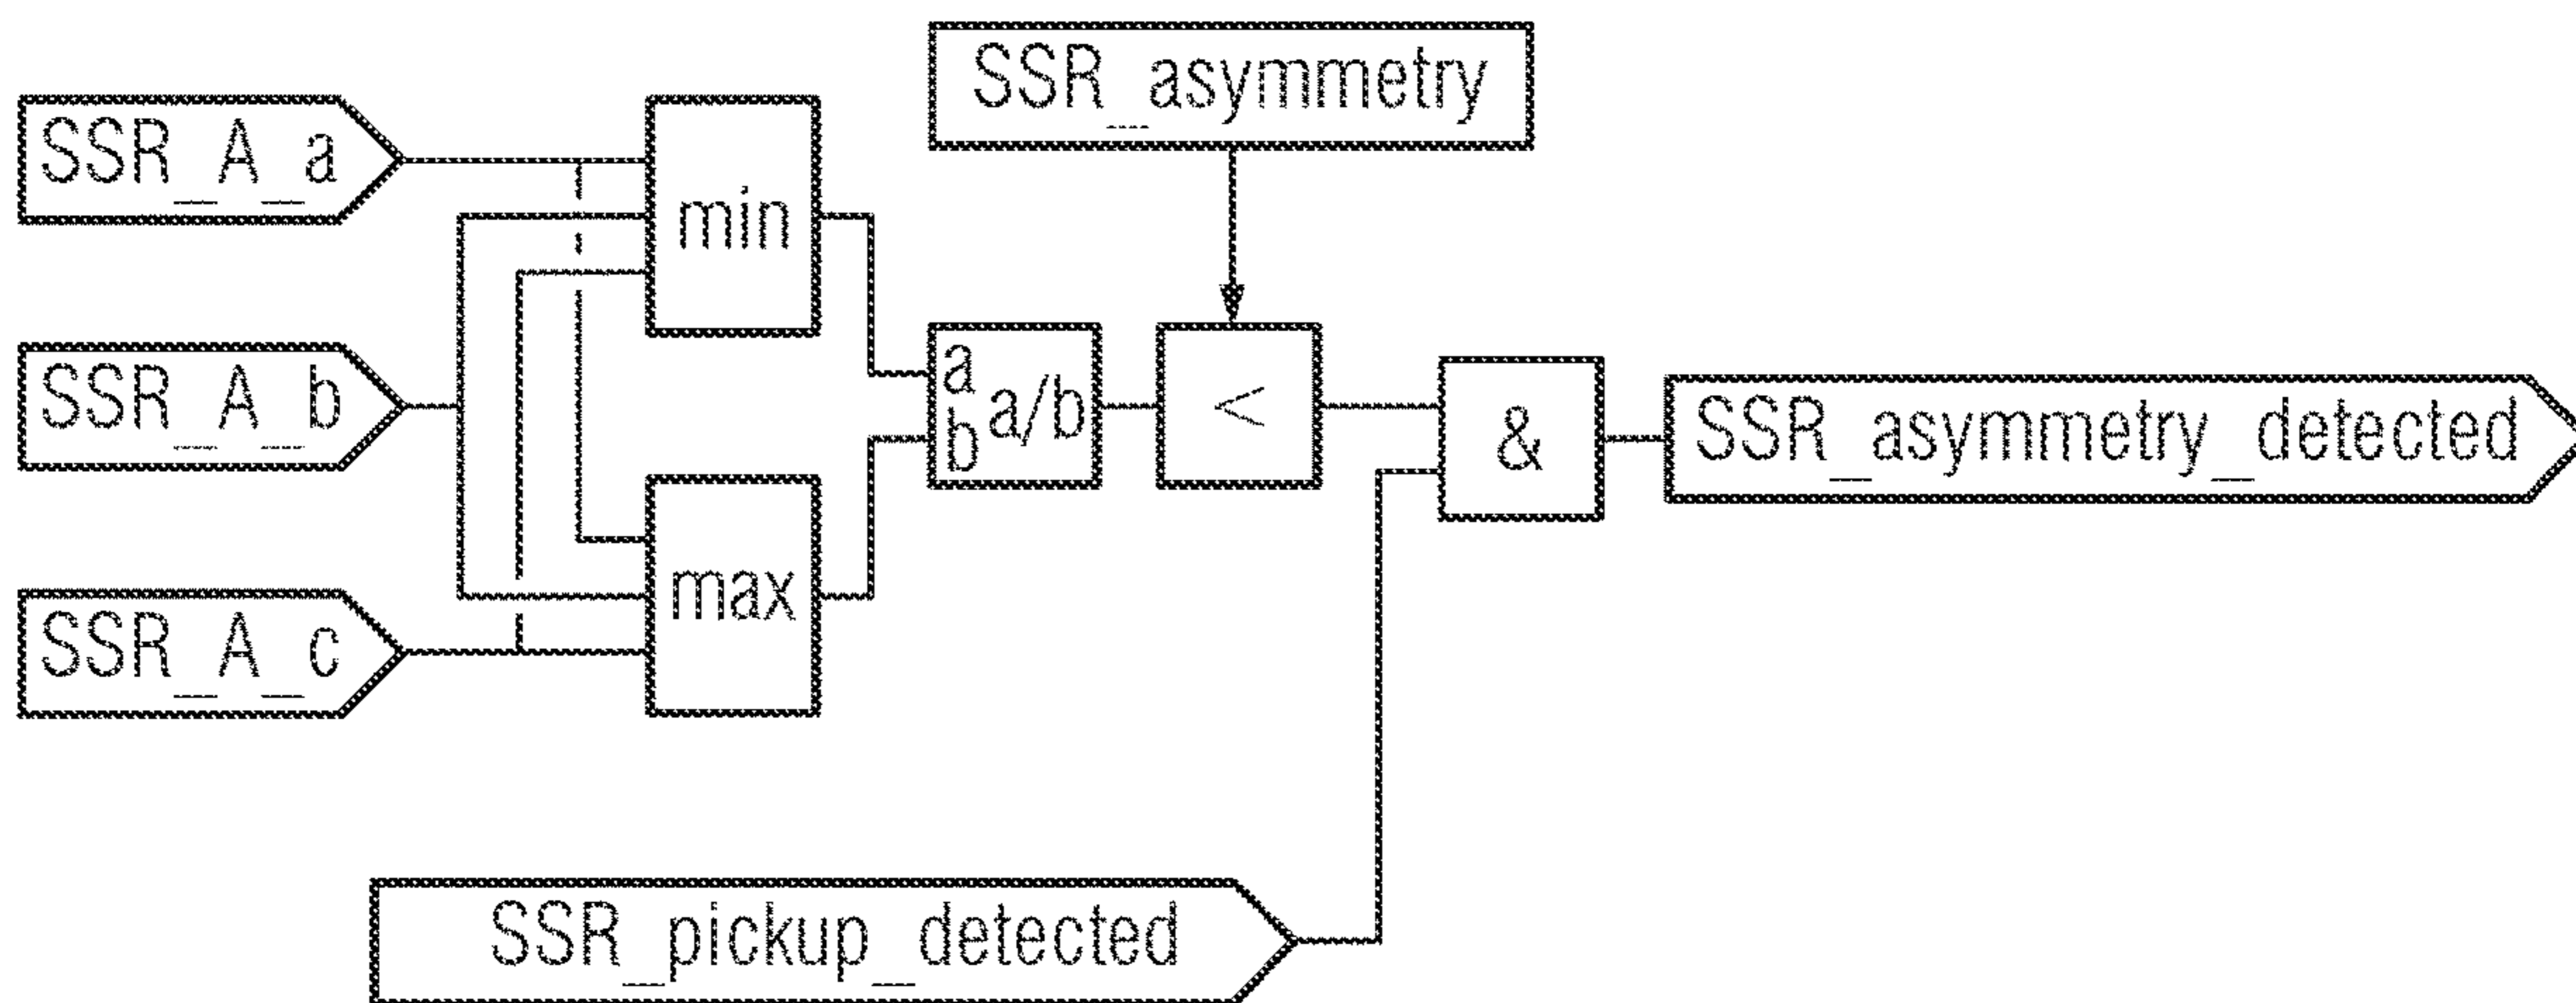 SSR_asymmetry
SSR_A_a
min
SSR_A_b
a
b
a/b
<
&
SSR_asymmetry_detected
max
SSR_A_c
SSR_pickup_detected